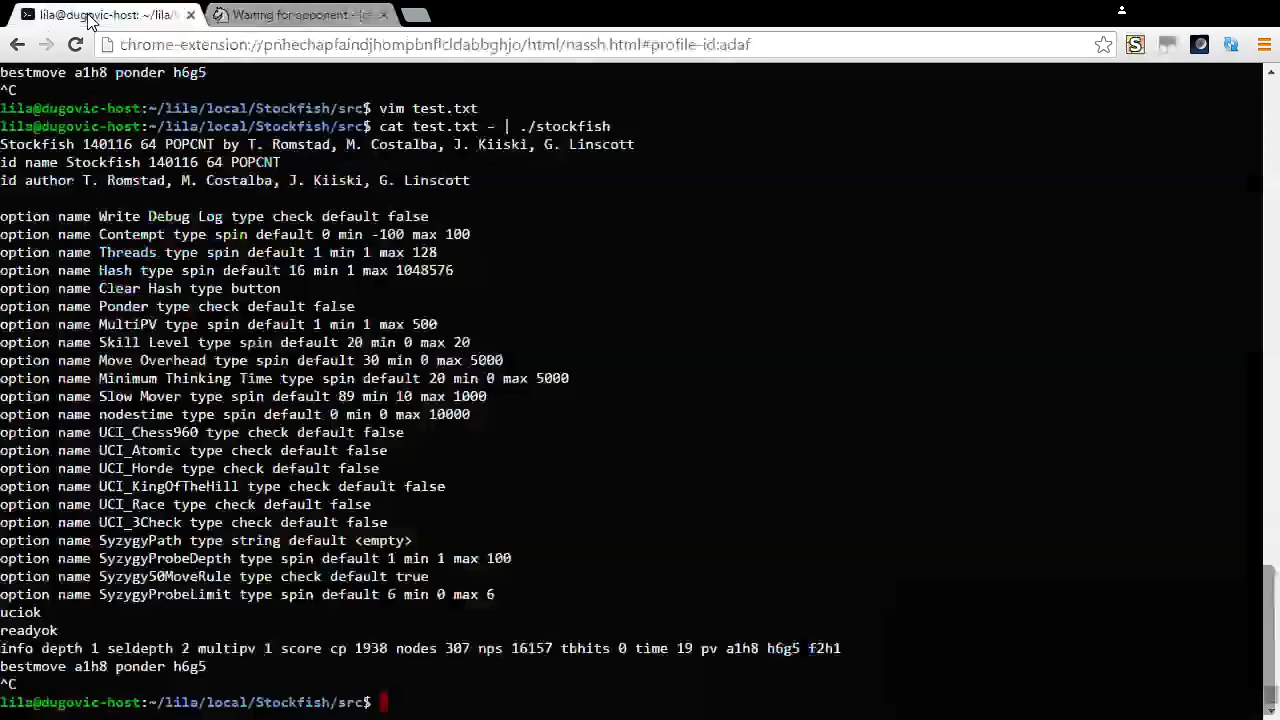 lila@dugovic-host: ~/lila/
Waiting for opponent - [
chrome-extension://pnhechapfaindjhompbnflcldabbghjo/html/nassh.html#profile-id:adaf
bestmove a1h8 ponder h6g5
^C
lila@dugovic-host:~/lila/local/Stockfish/src$ vim test.txt
lila@dugovic-host:~/lila/local/Stockfish/src$ cat test.txt - | ./stockfish
Stockfish 140116 64 POPCNT by T. Romstad, M. Costalba, J. Kiiski, G. Linscott
id name Stockfish 140116 64 POPCNT
id author T. Romstad, M. Costalba, J. Kiiski, G. Linscott
option name Write Debug Log type check default false
option name Contempt type spin default 0 min -100 max 100
option name Threads type spin default 1 min 1 max 128
option name Hash type spin default 16 min 1 max 1048576
option name Clear Hash type button
option name Ponder type check default false
option name MultiPV type spin default 1 min 1 max 500
option name Skill Level type spin default 20 min 0 max 20
option name Move Overhead type spin default 30 min 0 max 5000
option name Minimum Thinking Time type spin default 20 min 0 max 5000
option name Slow Mover type spin default 89 min 10 max 1000
option name nodestime type spin default 0 min 0 max 10000
option name UCI_Chess960 type check default false
option name UCI_Atomic type check default false
option name UCI_Horde type check default false
option name UCI_KingOfTheHill type check default false
option name UCI_Race type check default false
option name UCI_3Check type check default false
option name SyzygyPath type string default <empty>
option name SyzygyProbeDepth type spin default 1 min 1 max 100
option name Syzygy50MoveRule type check default true
option name SyzygyProbeLimit type spin default 6 min 0 max 6
uciok
readyok
info depth 1 seldepth 2 multipv 1 score cp 1938 nodes 307 nps 16157 tbhits 0 time 19 pv a1h8 h6g5 f2h1
bestmove a1h8 ponder h6g5
^C
lila@dugovic-host:~/lila/local/Stockfish/src$